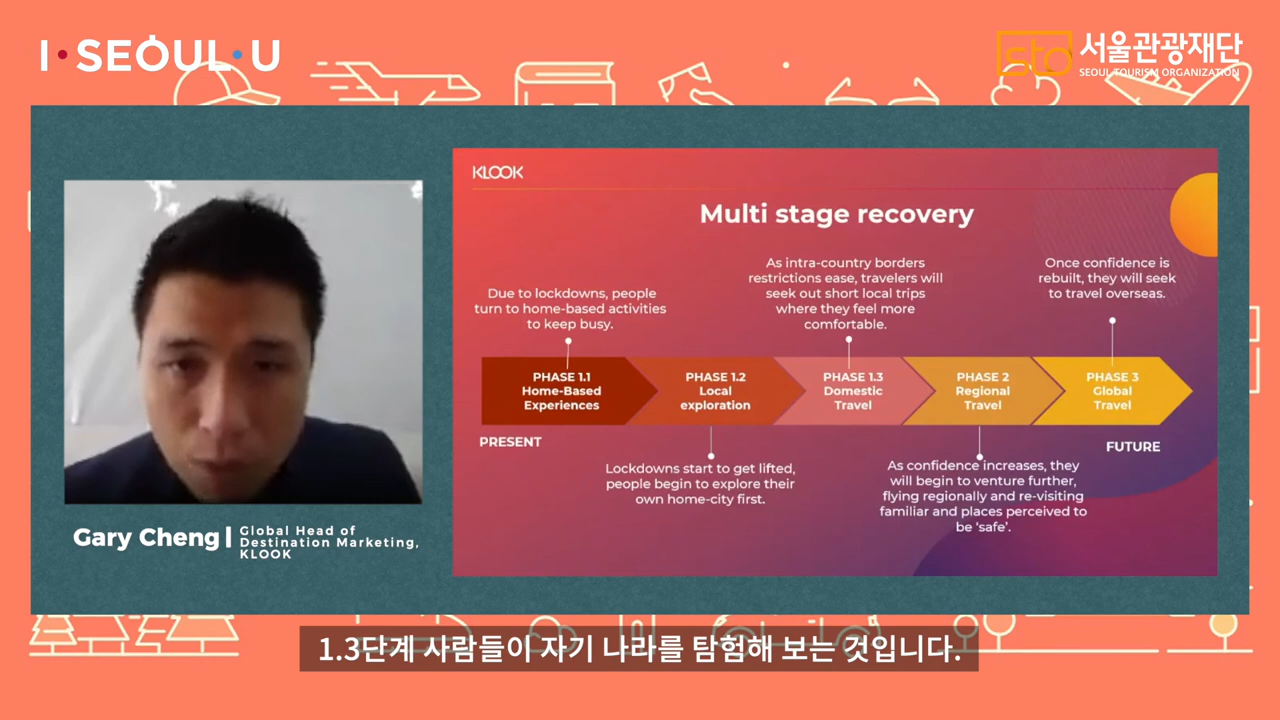 I·SEOUL·U
sto 서울관광재단
SEOUL TOURISM ORGANIZATION
KLOOK
Multi stage recovery
Due to lockdowns, people
turn to home-based activities
to keep busy.
As intra-country borders
restrictions ease, travelers will
seek out short local trips
where they feel more
comfortable.
Once confidence is
rebuilt, they will seek
to travel overseas.
PHASE 1.1
Home-Based
Experiences
PHASE 1.2
Local
exploration
PHASE 1.3
Domestic
Travel
PHASE 2
Regional
Travel
PHASE 3
Global
Travel
PRESENT
FUTURE
Lockdowns start to get lifted,
people begin to explore their
own home-city first.
As confidence increases, they
will begin to venture further,
flying regionally and re-visiting
familiar and places perceived to
be ‘safe’.
Gary Cheng
Global Head of
Destination Marketing,
KLOOK
1.3단계 사람들이 자기 나라를 탐험해 보는 것입니다.